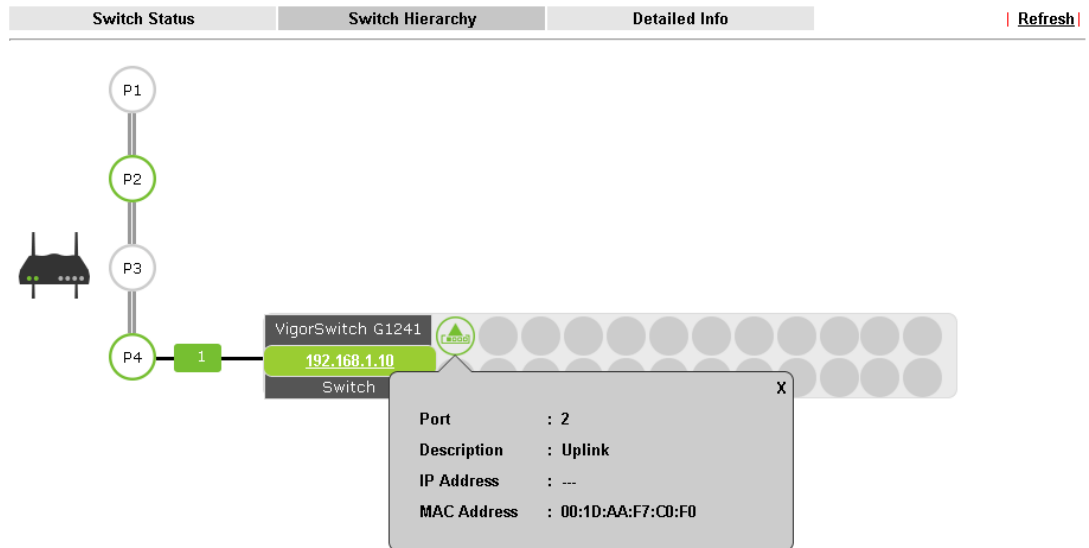 Switch Status Switch Hierarchy Detailed Info | Refresh |
P1
P2
P3
P4
1
VigorSwitch G1241
192.168.1.10
Switch
X
Port : 2
Description : Uplink
IP Address : ---
MAC Address : 00:1D:AA:F7:C0:F0